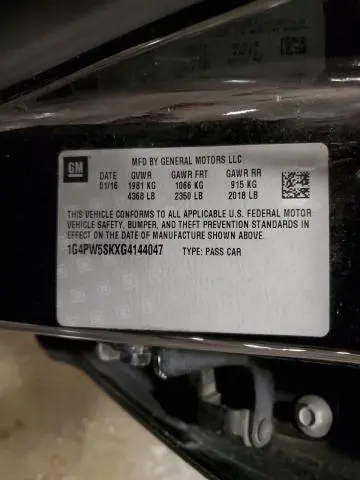 GM
MFD BY GENERAL MOTORS LLC
DATE GVWR GAWR FRT GAWR RR
01/16 1981 KG 1066 KG 915 KG
4368 LB 2350 LB 2018 LB
THIS VEHICLE CONFORMS TO ALL APPLICABLE U.S. FEDERAL MOTOR
VEHICLE SAFETY, BUMPER, AND THEFT PREVENTION STANDARDS
IN EFFECT ON THE DATE OF MANUFACTURE SHOWN ABOVE.
1G4PW5SKXG4144047 TYPE: PASS CAR